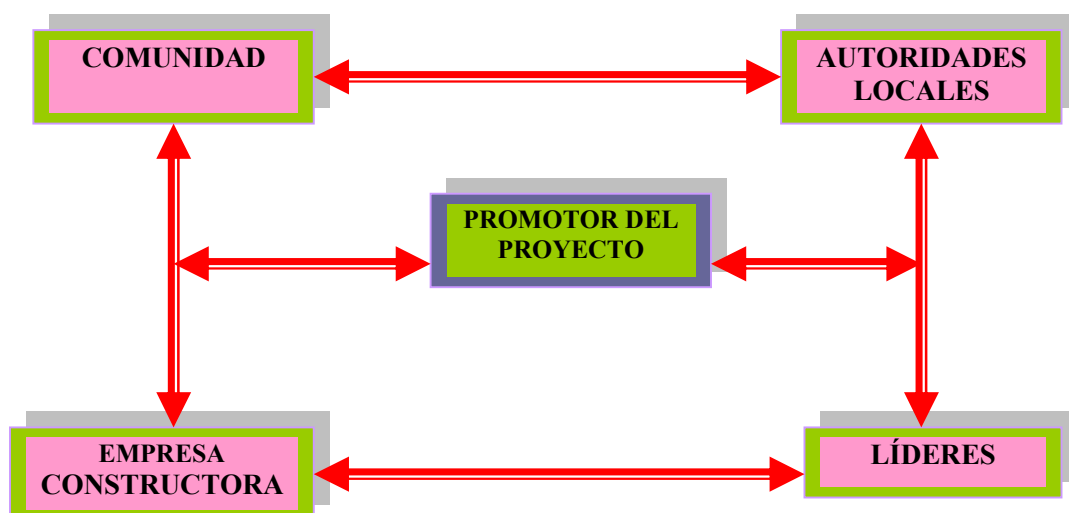 COMUNIDAD
AUTORIDADES
LOCALES
PROMOTOR DEL
PROYECTO
EMPRESA
CONSTRUCTORA
LÍDERES